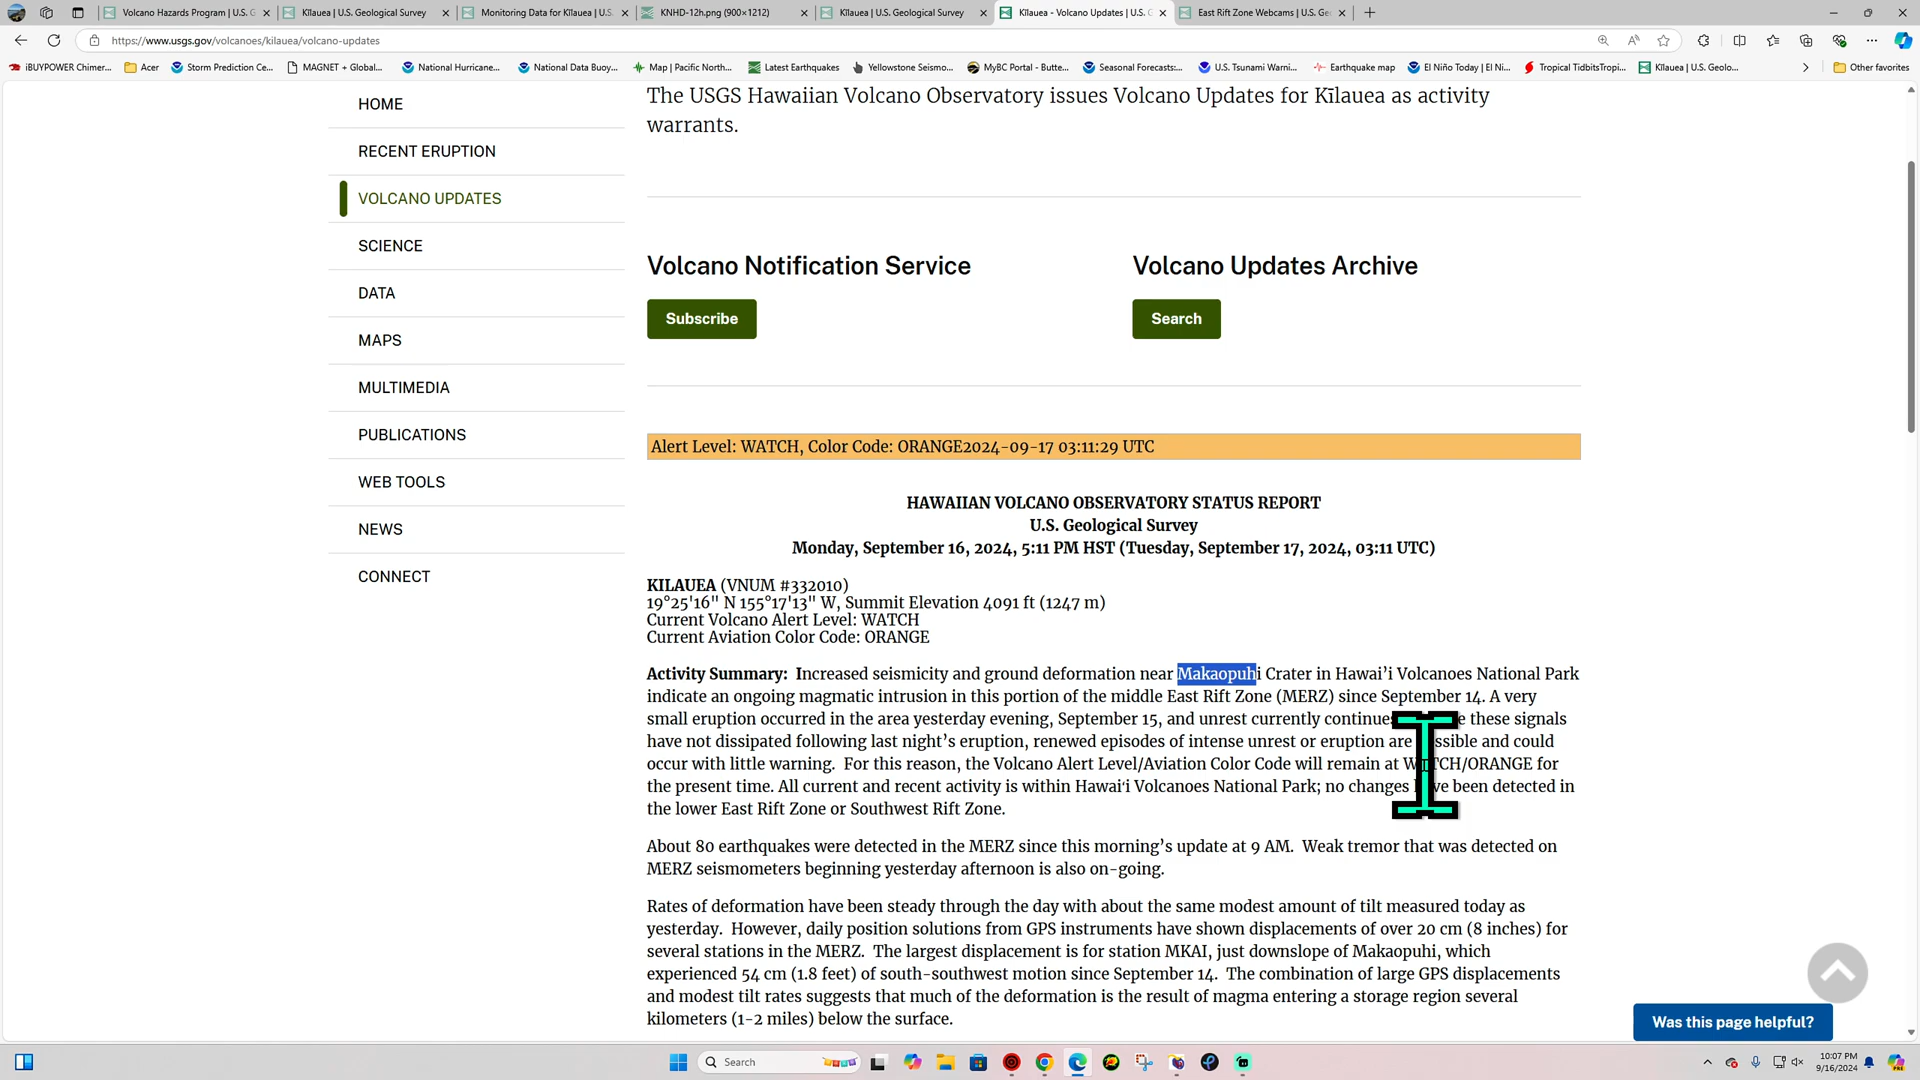 Volcano Hazards Program | U.S. G
Kīlauea | U.S. Geological Survey
Monitoring Data for Kīlauea | U.S.
KNHD-12h.png (900×1212)
Kīlauea | U.S. Geological Survey
Kīlauea - Volcano Updates | U.S. G
East Rift Zone Webcams | U.S. Ge
https://www.usgs.gov/volcanoes/kilauea/volcano-updates
iBUYPOWER Chimer...
Acer
Storm Prediction Ce...
MAGNET + Global...
National Hurricane...
National Data Buoy...
Map | Pacific North...
Latest Earthquakes
Yellowstone Seismo...
MyBC Portal - Butte...
Seasonal Forecasts:...
U.S. Tsunami Warni...
Earthquake map
El Niño Today | El Ni...
Tropical TidbitsTropi...
Kīlauea | U.S. Geolo...
Other favorites
HOME
RECENT ERUPTION
VOLCANO UPDATES
SCIENCE
DATA
MAPS
MULTIMEDIA
PUBLICATIONS
WEB TOOLS
NEWS
CONNECT
The USGS Hawaiian Volcano Observatory issues Volcano Updates for Kīlauea as activity
warrants.
Volcano Notification Service
Subscribe
Volcano Updates Archive
Search
Alert Level: WATCH, Color Code: ORANGE2024-09-17 03:11:29 UTC
HAWAIIAN VOLCANO OBSERVATORY STATUS REPORT
U.S. Geological Survey
Monday, September 16, 2024, 5:11 PM HST (Tuesday, September 17, 2024, 03:11 UTC)
KILAUEA (VNUM #332010)
19°25'16" N 155°17'13" W, Summit Elevation 4091 ft (1247 m)
Current Volcano Alert Level: WATCH
Current Aviation Color Code: ORANGE
Activity Summary: Increased seismicity and ground deformation near Makaopuhi Crater in Hawai’i Volcanoes National Park
indicate an ongoing magmatic intrusion in this portion of the middle East Rift Zone (MERZ) since September 14. A very
small eruption occurred in the area yesterday evening, September 15, and unrest currently continues these signals
have not dissipated following last night’s eruption, renewed episodes of intense unrest or eruption are possible and could
occur with little warning. For this reason, the Volcano Alert Level/Aviation Color Code will remain at WATCH/ORANGE for
the present time. All current and recent activity is within Hawaiʻi Volcanoes National Park; no changes have been detected in
the lower East Rift Zone or Southwest Rift Zone.
About 80 earthquakes were detected in the MERZ since this morning’s update at 9 AM. Weak tremor that was detected on
MERZ seismometers beginning yesterday afternoon is also on-going.
Rates of deformation have been steady through the day with about the same modest amount of tilt measured today as
yesterday. However, daily position solutions from GPS instruments have shown displacements of over 20 cm (8 inches) for
several stations in the MERZ. The largest displacement is for station MKAI, just downslope of Makaopuhi, which
experienced 54 cm (1.8 feet) of south-southwest motion since September 14. The combination of large GPS displacements
and modest tilt rates suggests that much of the deformation is the result of magma entering a storage region several
kilometers (1-2 miles) below the surface.
Was this page helpful?
Search
10:07 PM
9/16/2024